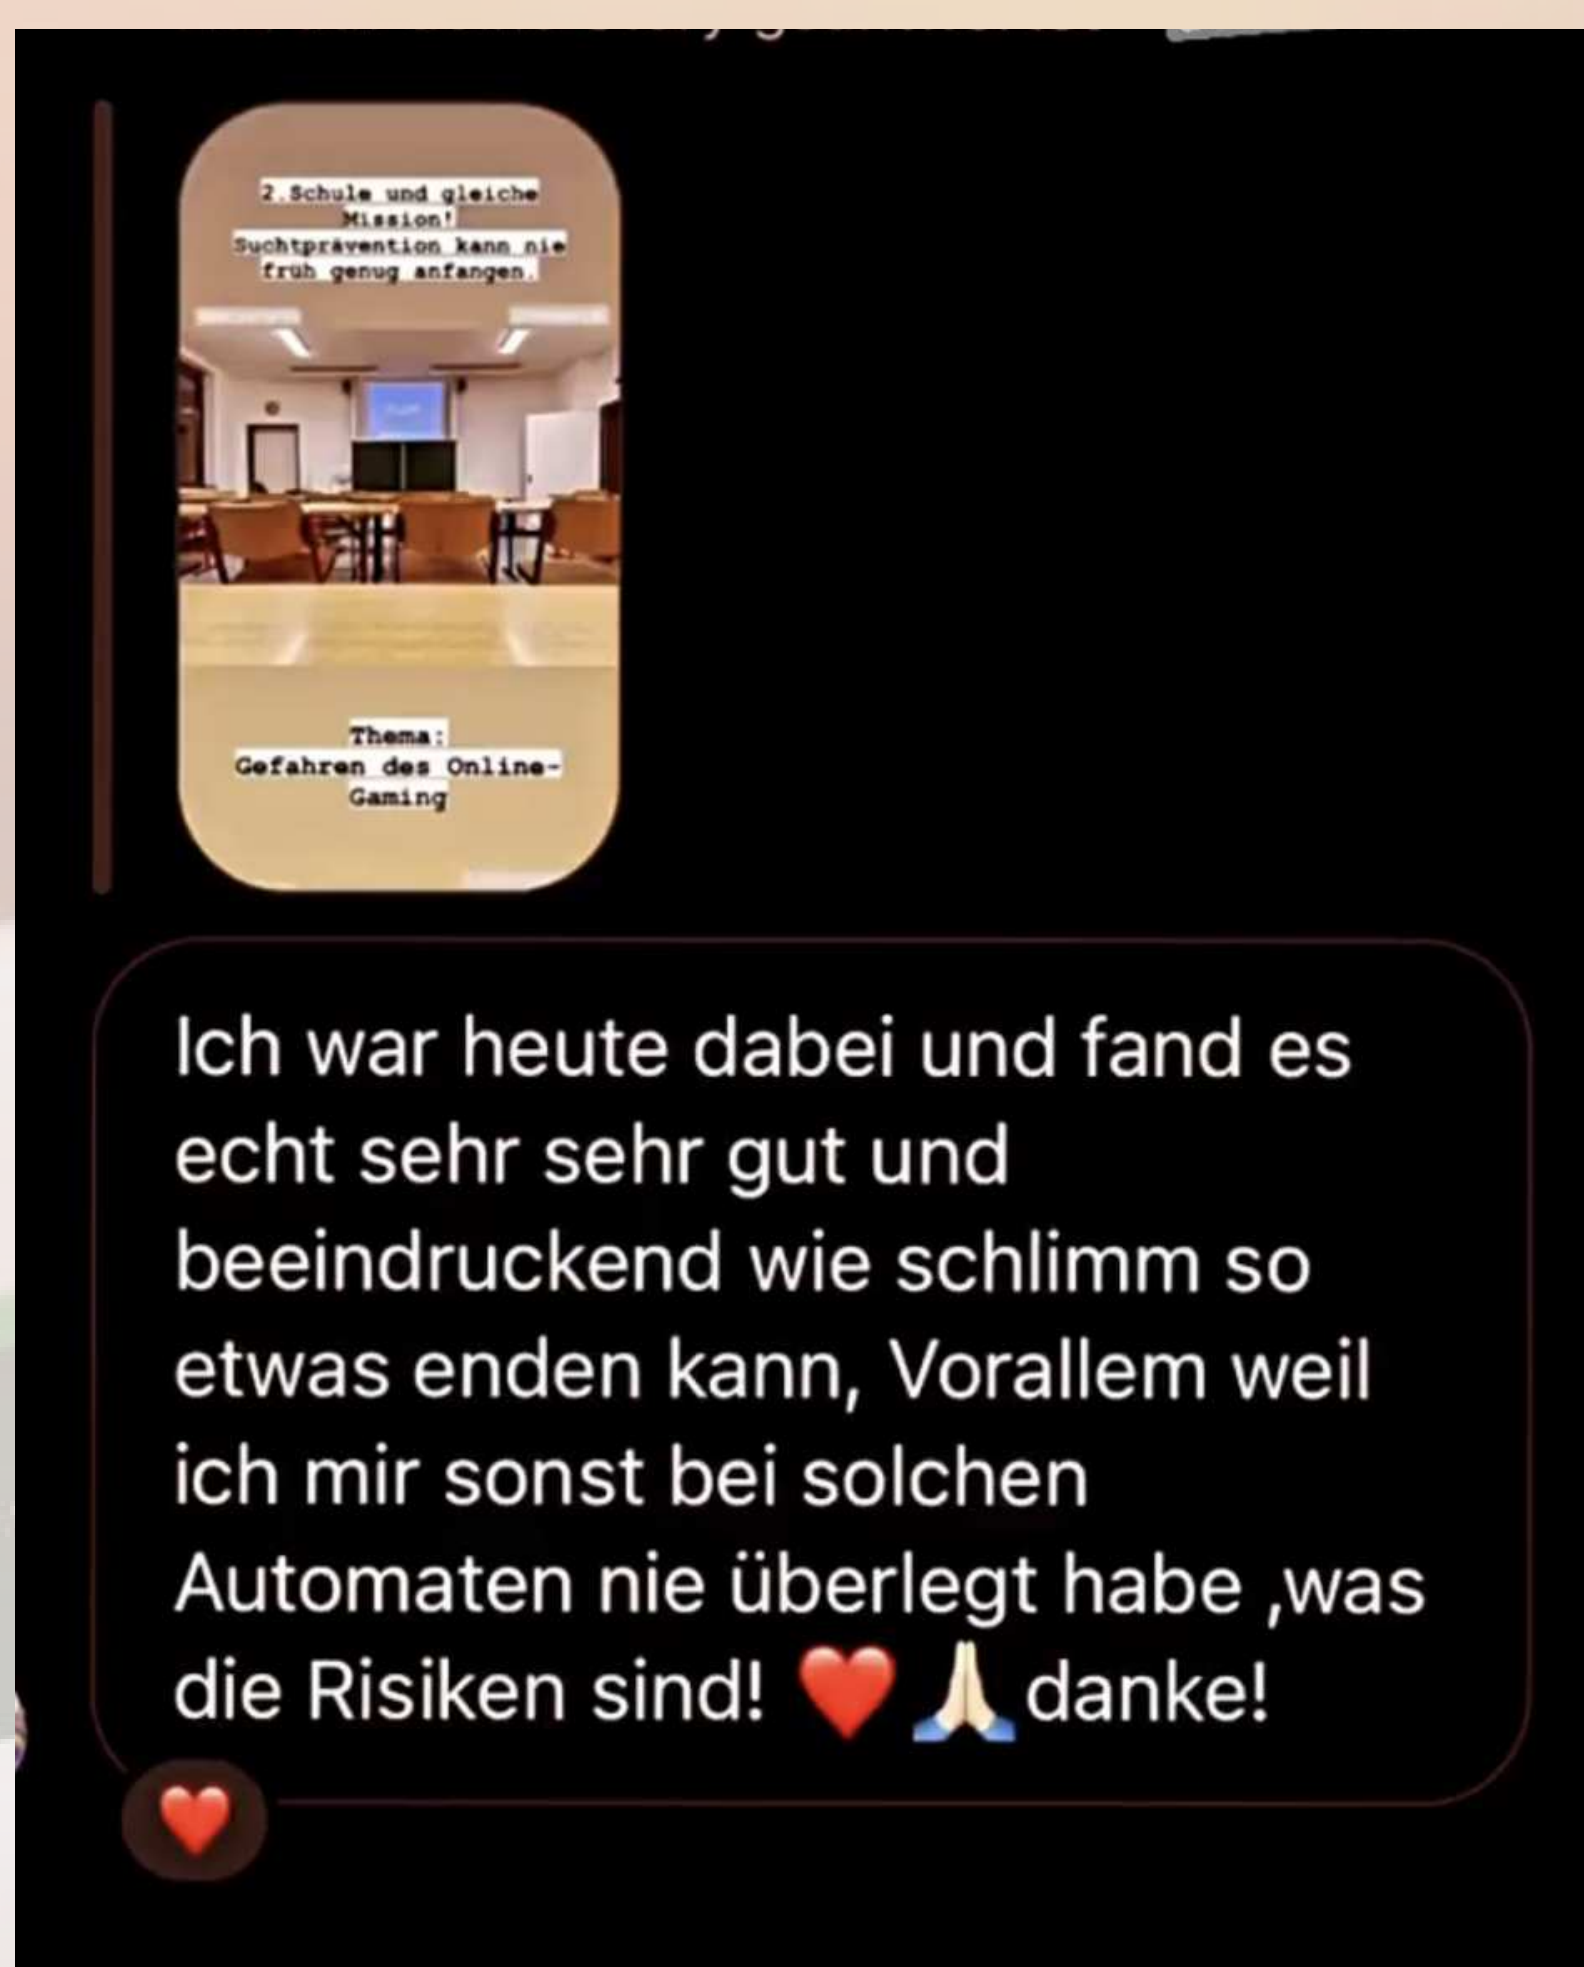 2.Schule und gleiche
Mission!
Suchtprävention kann nie
früh genug anfangen.
Thema:
Gefahren des Online-
Gaming
Ich war heute dabei und fand es
echt sehr sehr gut und
beeindruckend wie schlimm so
etwas enden kann, Vorallem weil
ich mir sonst bei solchen
Automaten nie überlegt habe ,was
die Risiken sind! ❤️🙏🏻danke!
❤️